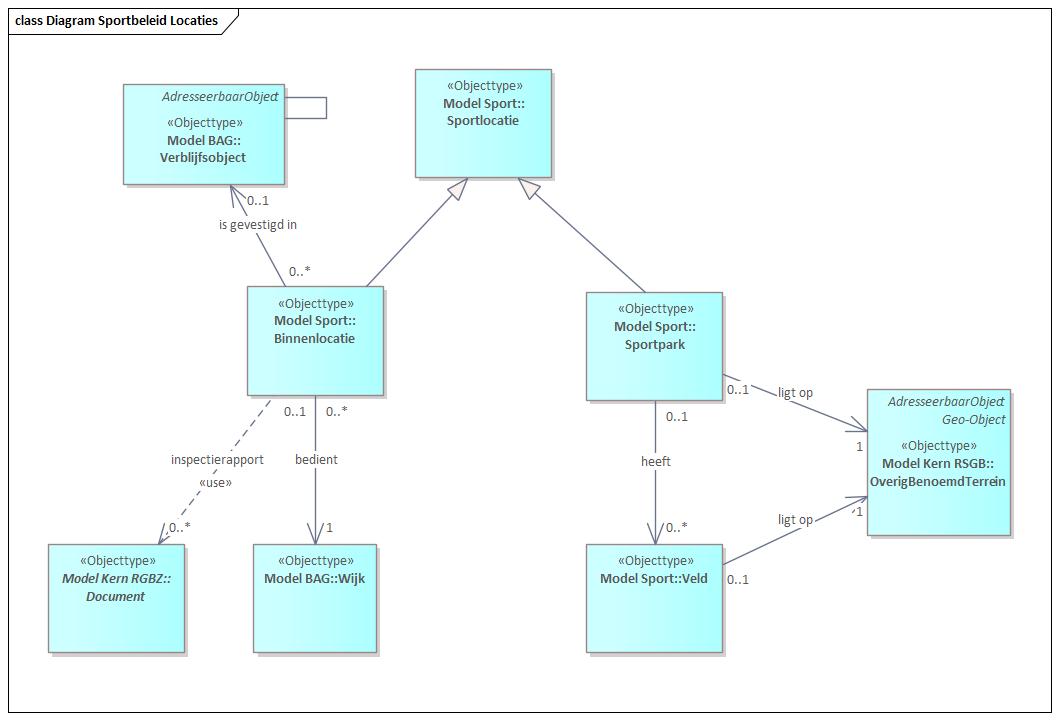 class Diagram Sportbeleid Locaties
AdresseerbaarObject
«Objecttype»
Model BAG::
Verblijfsobject
«Objecttype»
Model Sport::
Sportlocatie
0..1
is gevestigd in
0..*
«Objecttype»
Model Sport::
Binnenlocatie
«Objecttype»
Model Sport::
Sportpark
0..1
ligt op
1
AdresseerbaarObject
Geo-Object
«Objecttype»
Model Kern RSGB::
OverigBenoemdTerrein
0..1
0..*
0..1
inspectierapport
«use»
bedient
heeft
0..*
1
0..*
ligt op
1
0..1
«Objecttype»
Model Kern RGBZ::
Document
«Objecttype»
Model BAG::Wijk
«Objecttype»
Model Sport::Veld